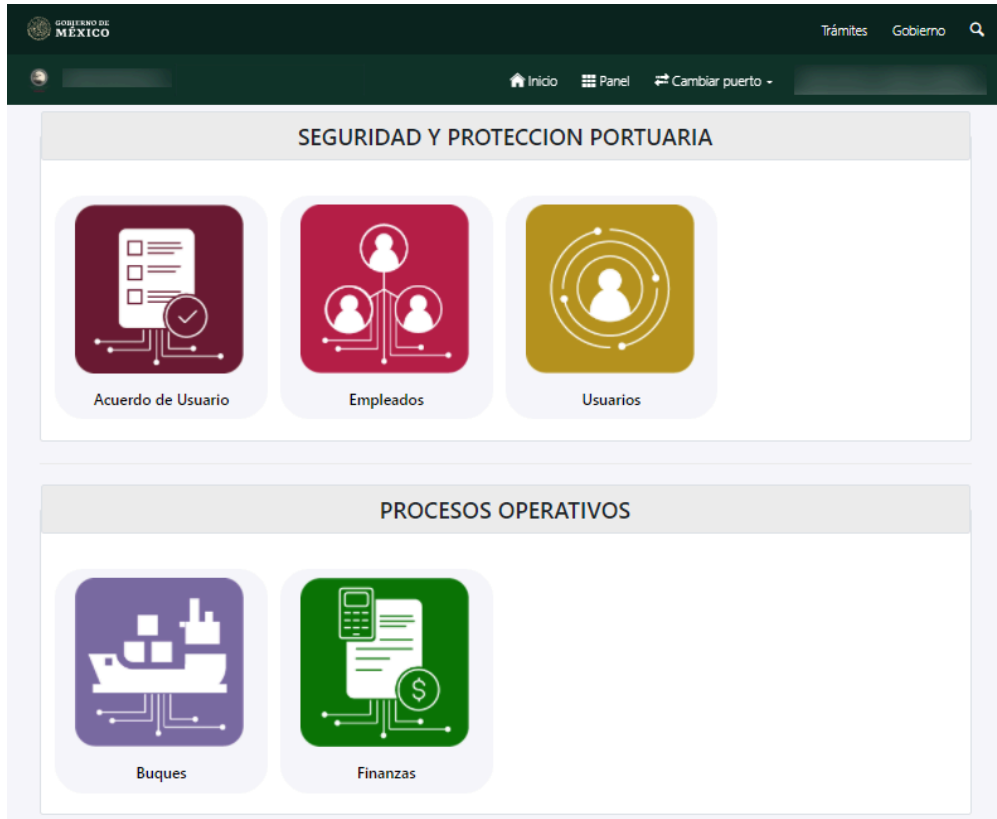 GOBIERNO DE
MÉXICO
Trámites Gobierno
Inicio Panel Cambiar puerto
SEGURIDAD Y PROTECCION PORTUARIA
Acuerdo de Usuario Empleados Usuarios
PROCESOS OPERATIVOS
$
Buques Finanzas